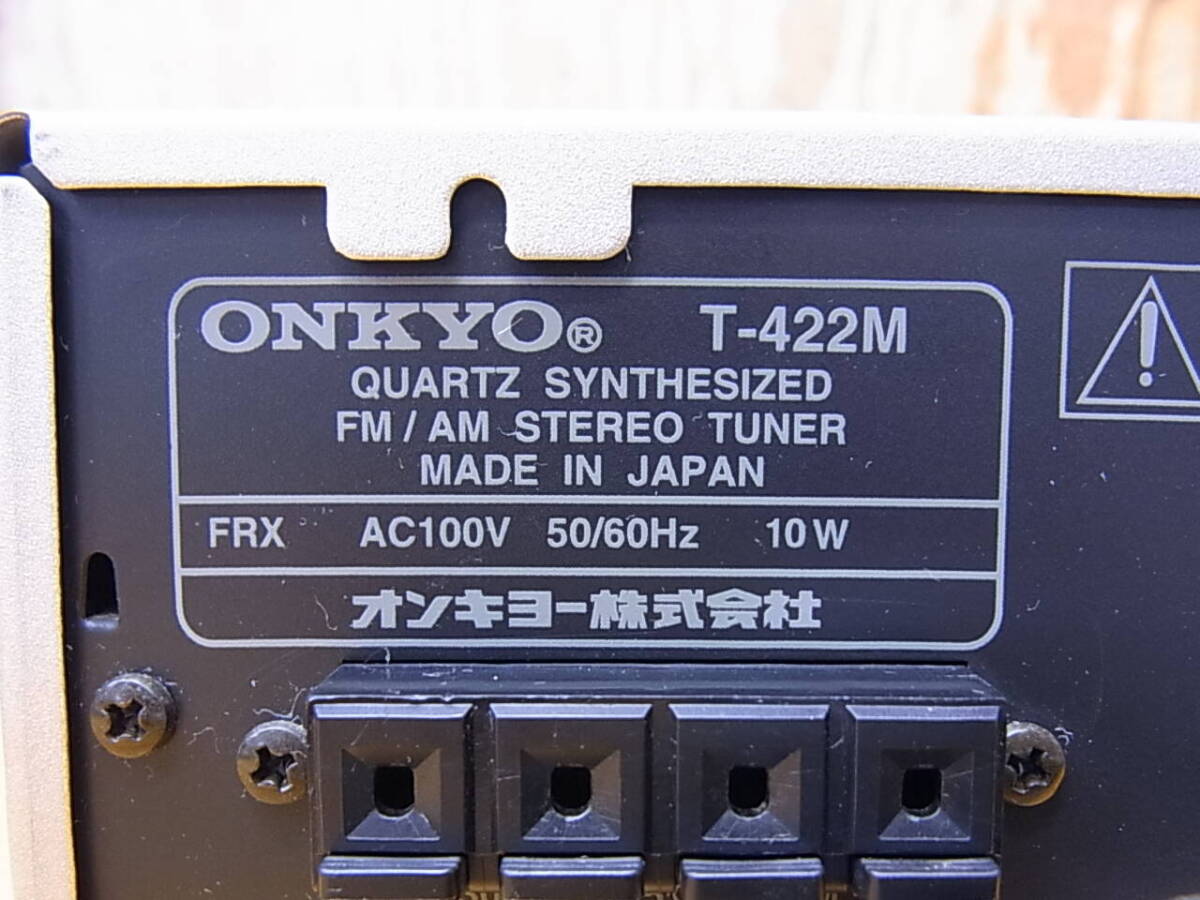 ONKYO® T-422M
QUARTZ SYNTHESIZED
FM / AM STEREO TUNER
MADE IN JAPAN
FRX AC100V 50/60Hz 10W
オンキヨー株式会社